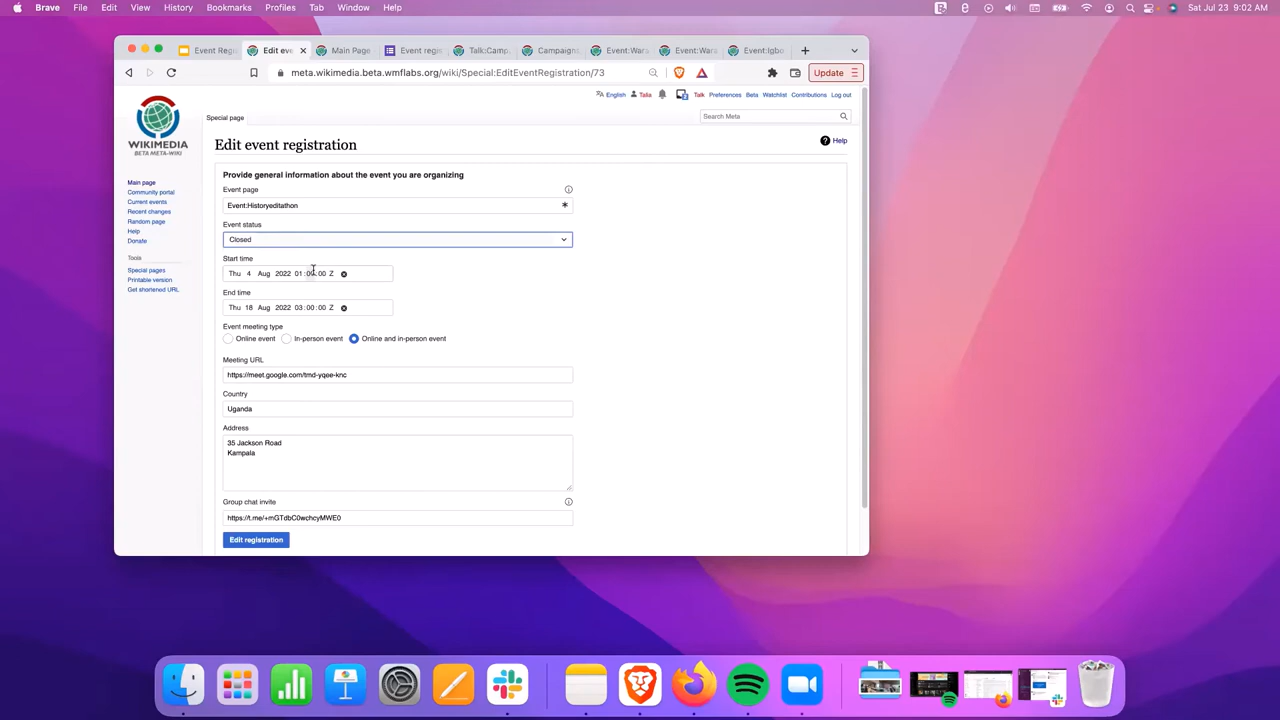 Brave File Edit View History Bookmarks Profiles Tab Window Help Sat Jul 23 9:02 AM
Event Regi Edit eve Main Page Event regis Talk:Camp Campaigns Event:Wars Event:Wars Event:Igbo
meta.wikimedia.beta.wmflabs.org/wiki/Special:EditEventRegistration/73 Update
English Talia Talk Preferences Beta Watchlist Contributions Log out
Special page Search Meta
WIKIMEDIA
BETA META-WIKI
Edit event registration Help
Main page
Community portal
Current events
Recent changes
Random page
Help
Donate
Tools
Special pages
Printable version
Get shortened URL
Provide general information about the event you are organizing
Event page
Event:Historyeditathon
Event status
Closed
Start time
Thu 4 Aug 2022 01:00:00 Z
End time
Thu 18 Aug 2022 03:00:00 Z
Event meeting type
Online event In-person event Online and in-person event
Meeting URL
https://meet.google.com/tmd-yqee-knc
Country
Uganda
Address
35 Jackson Road
Kampala
Group chat invite
https://t.me/+mGTdbC0wchcyMWE0
Edit registration